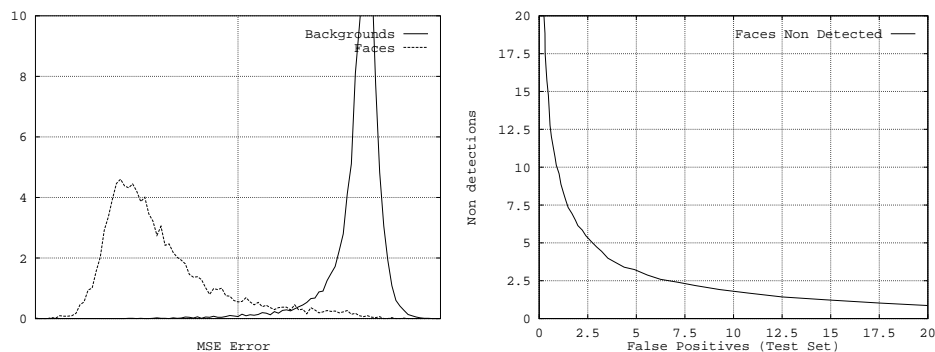 10
8
6
4
2
0
Backgrounds
Faces
MSE Error
20
17.5
15
12.5
10
7.5
5
2.5
0
Non detections
Faces Non Detected
0 2.5 5 7.5 10 12.5 15 17.5 20
False Positives (Test Set)